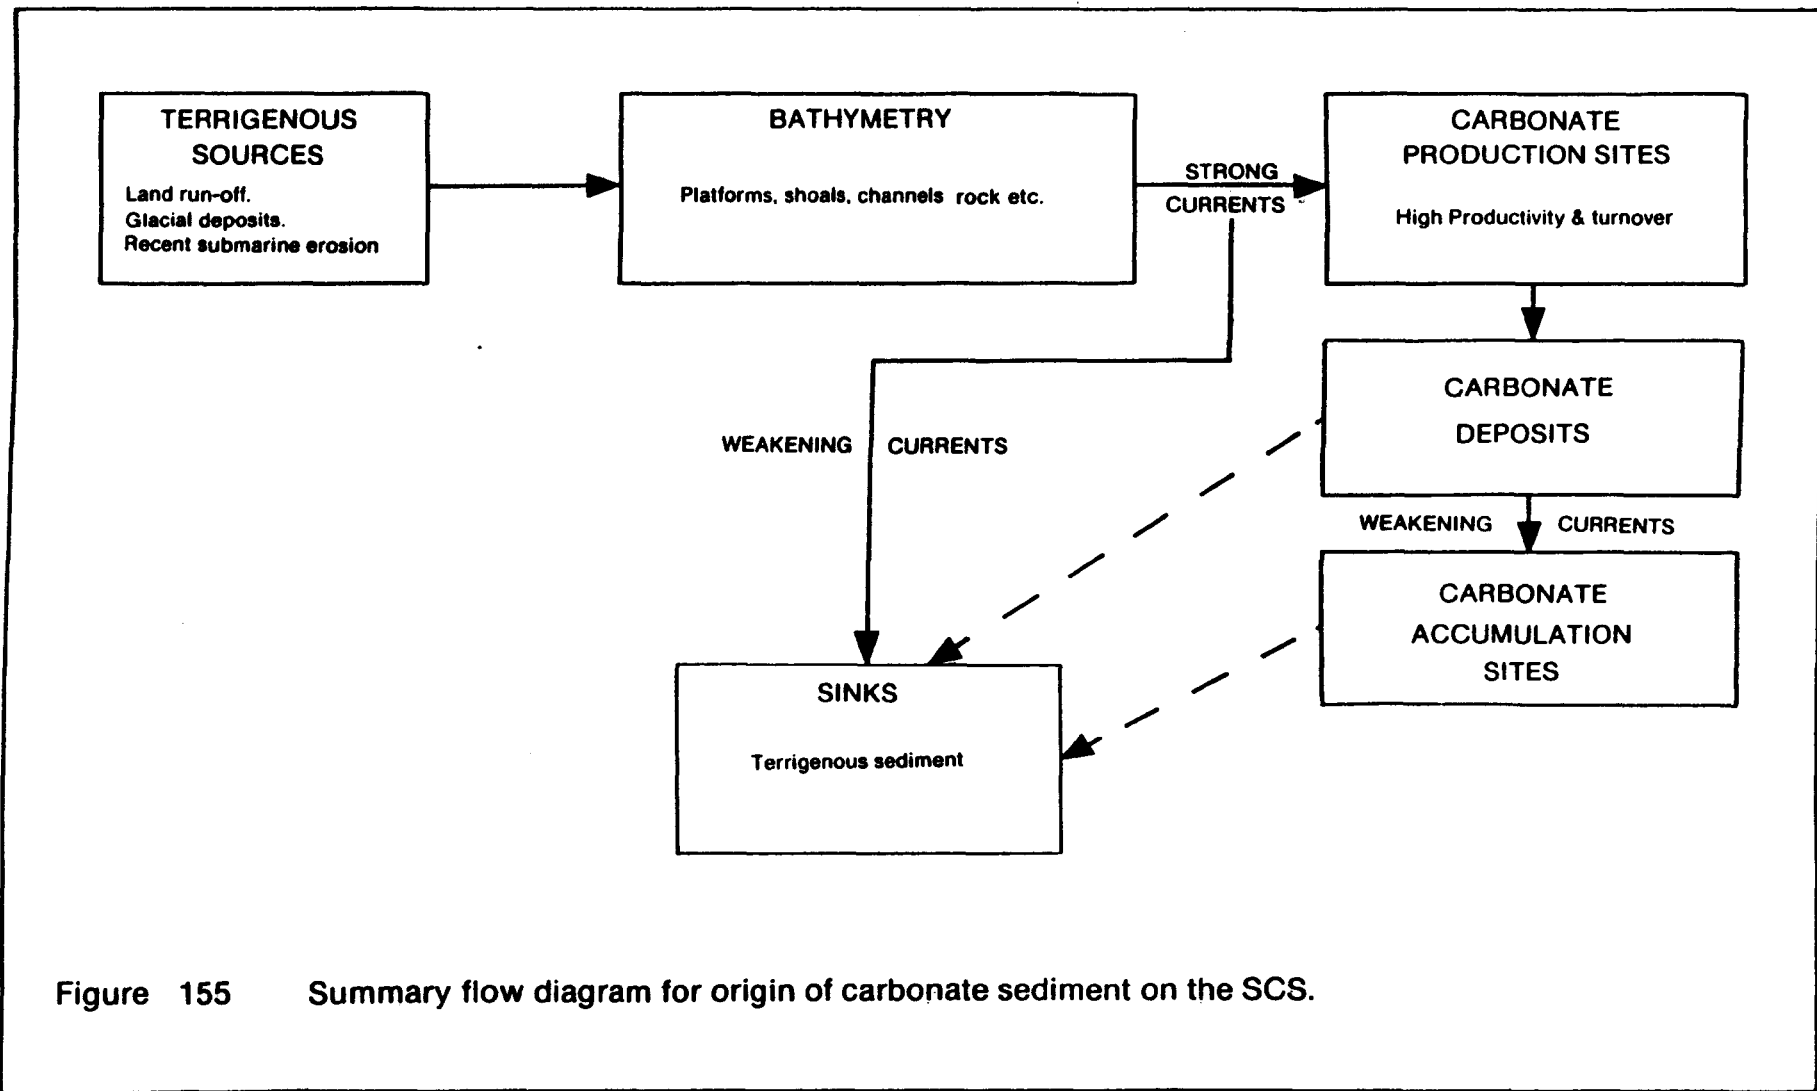 TERRIGENOUS
SOURCES
Land run-off.
Glacial deposits.
Recent submarine erosion
BATHYMETRY
Platforms, shoals, channels rock etc.
STRONG
CURRENTS
CARBONATE
PRODUCTION SITES
High Productivity & turnover
CARBONATE
DEPOSITS
WEAKENING CURRENTS
WEAKENING CURRENTS
CARBONATE
ACCUMULATION
SITES
SINKS
Terrigenous sediment
Figure 155 Summary flow diagram for origin of carbonate sediment on the SCS.